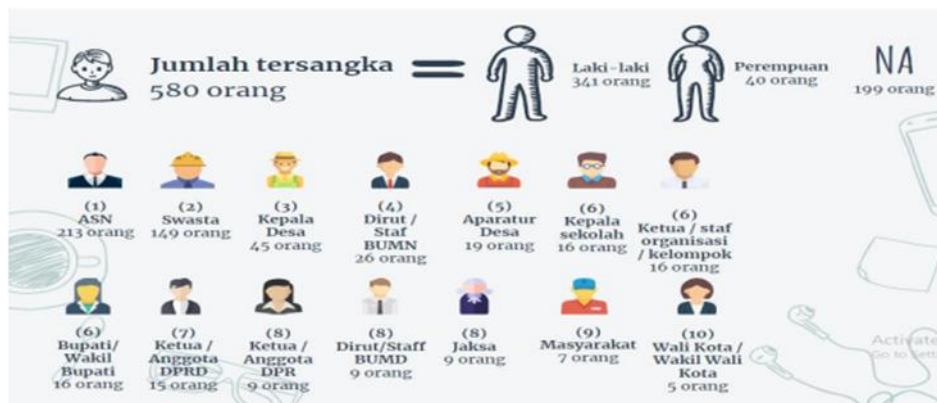 Jumlah tersangka
580 orang
Laki-laki
341 orang
Perempuan
40 orang
NA
199 orang
(1)
ASN
213 orang
(2)
Swasta
149 orang
(3)
Kepala
Desa
45 orang
(4)
Dirut /
Staf
BUMN
26 orang
(5)
Aparatur
Desa
19 orang
(6)
Kepala
sekolah
16 orang
(6)
Ketua / staf
organisasi
/ kelompok
16 orang
(6)
Bupati/
Wakil
Bupati
16 orang
(7)
Ketua /
Anggota
DPRD
15 orang
(8)
Ketua /
Anggota
DPR
9 orang
(8)
Dirut/Staff
BUMD
9 orang
(8)
Jaksa
9 orang
(9)
Masyarakat
7 orang
(10)
Wali Kota /
Wakil Wali
Kota
5 orang
Activate
Go to Sett